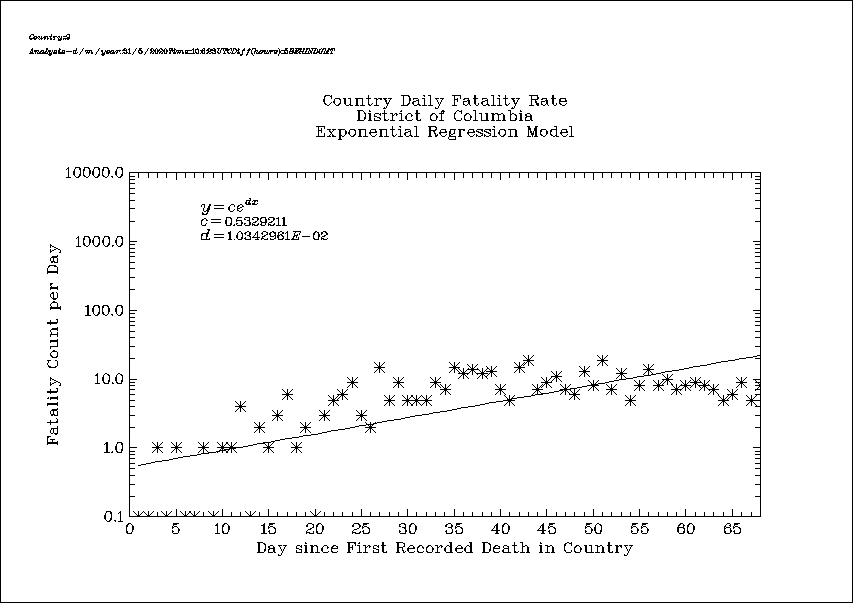 Country:9
Country Daily Fatality Rate
District of Columbia
Exponential Regression Model
10000.0
1000.0
100.0
10.0
1.0
0.1
y=ce^dx
c=0.5329211
d=1.0342961E-02
Fatality Count per Day
0 5 10 15 20 25 30 35 40 45 50 55 60 65
Day since First Recorded Death in Country